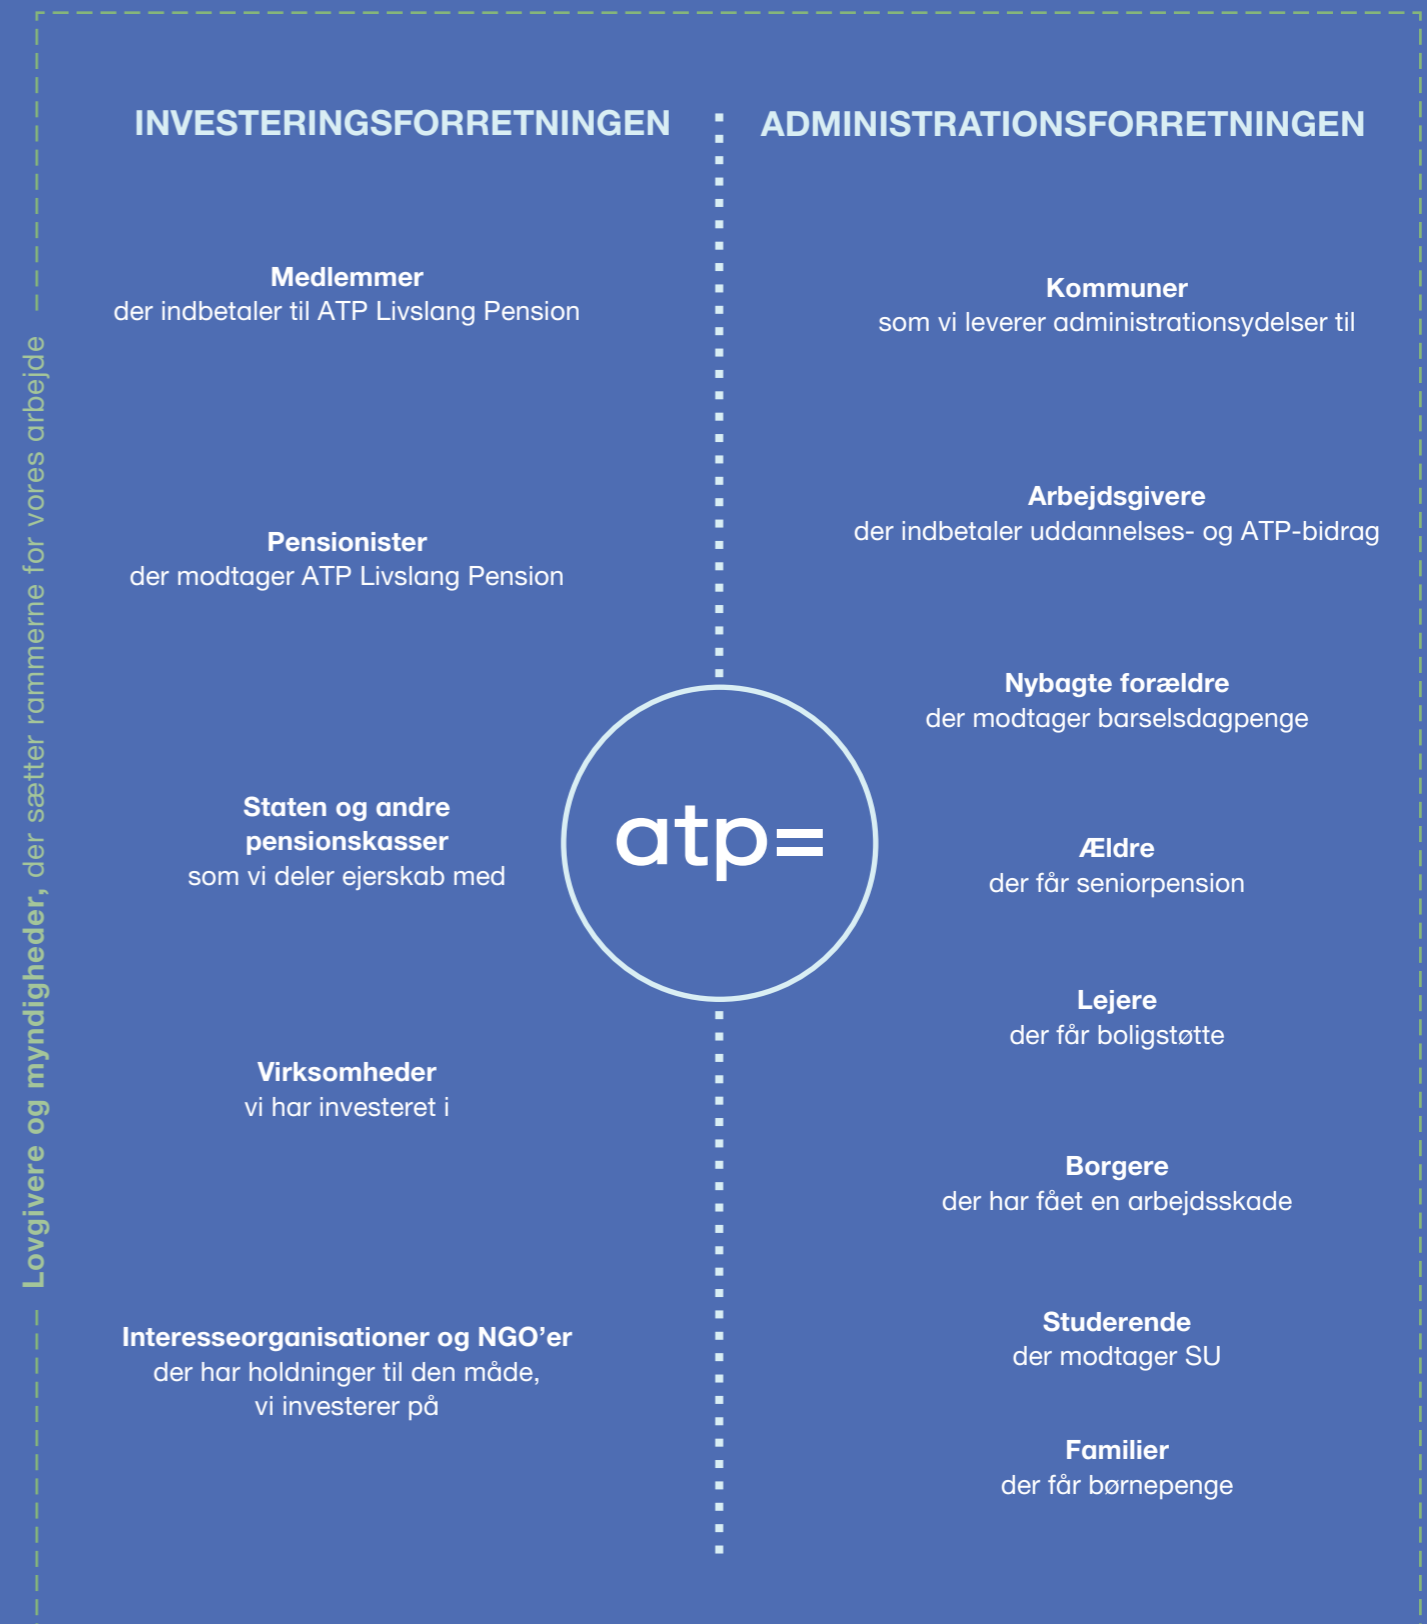 INVESTERINGSFORRETNINGEN
Medlemmer
der indbetaler til ATP Livslang Pension
Pensionister
der modtager ATP Livslang Pension
Staten og andre
pensionskasser
som vi deler ejerskab med
Virksomheder
vi har investeret i
Interesseorganisationer og NGO’er
der har holdninger til den måde,
vi investerer på
atp=
ADMINISTRATIONSFORRETNINGEN
Kommuner
som vi leverer administrationsydelser til
Arbejdsgivere
der indbetaler uddannelses- og ATP-bidrag
Nybagte forældre
der modtager barselsdagpenge
Ældre
der får seniorpension
Lejere
der får boligstøtte
Borgere
der har fået en arbejdsskade
Studerende
der modtager SU
Familier
der får børnepenge
Lovgivere og myndigheder, der sætter rammerne for vores arbejde